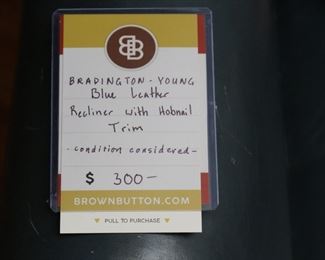 BB
BRADINGTON-YOUNG
Blue Leather
Recliner with Hobnail
Trim
-condition considered-
$ 300-
BROWNBUTTON.COM
PULL TO PURCHASE